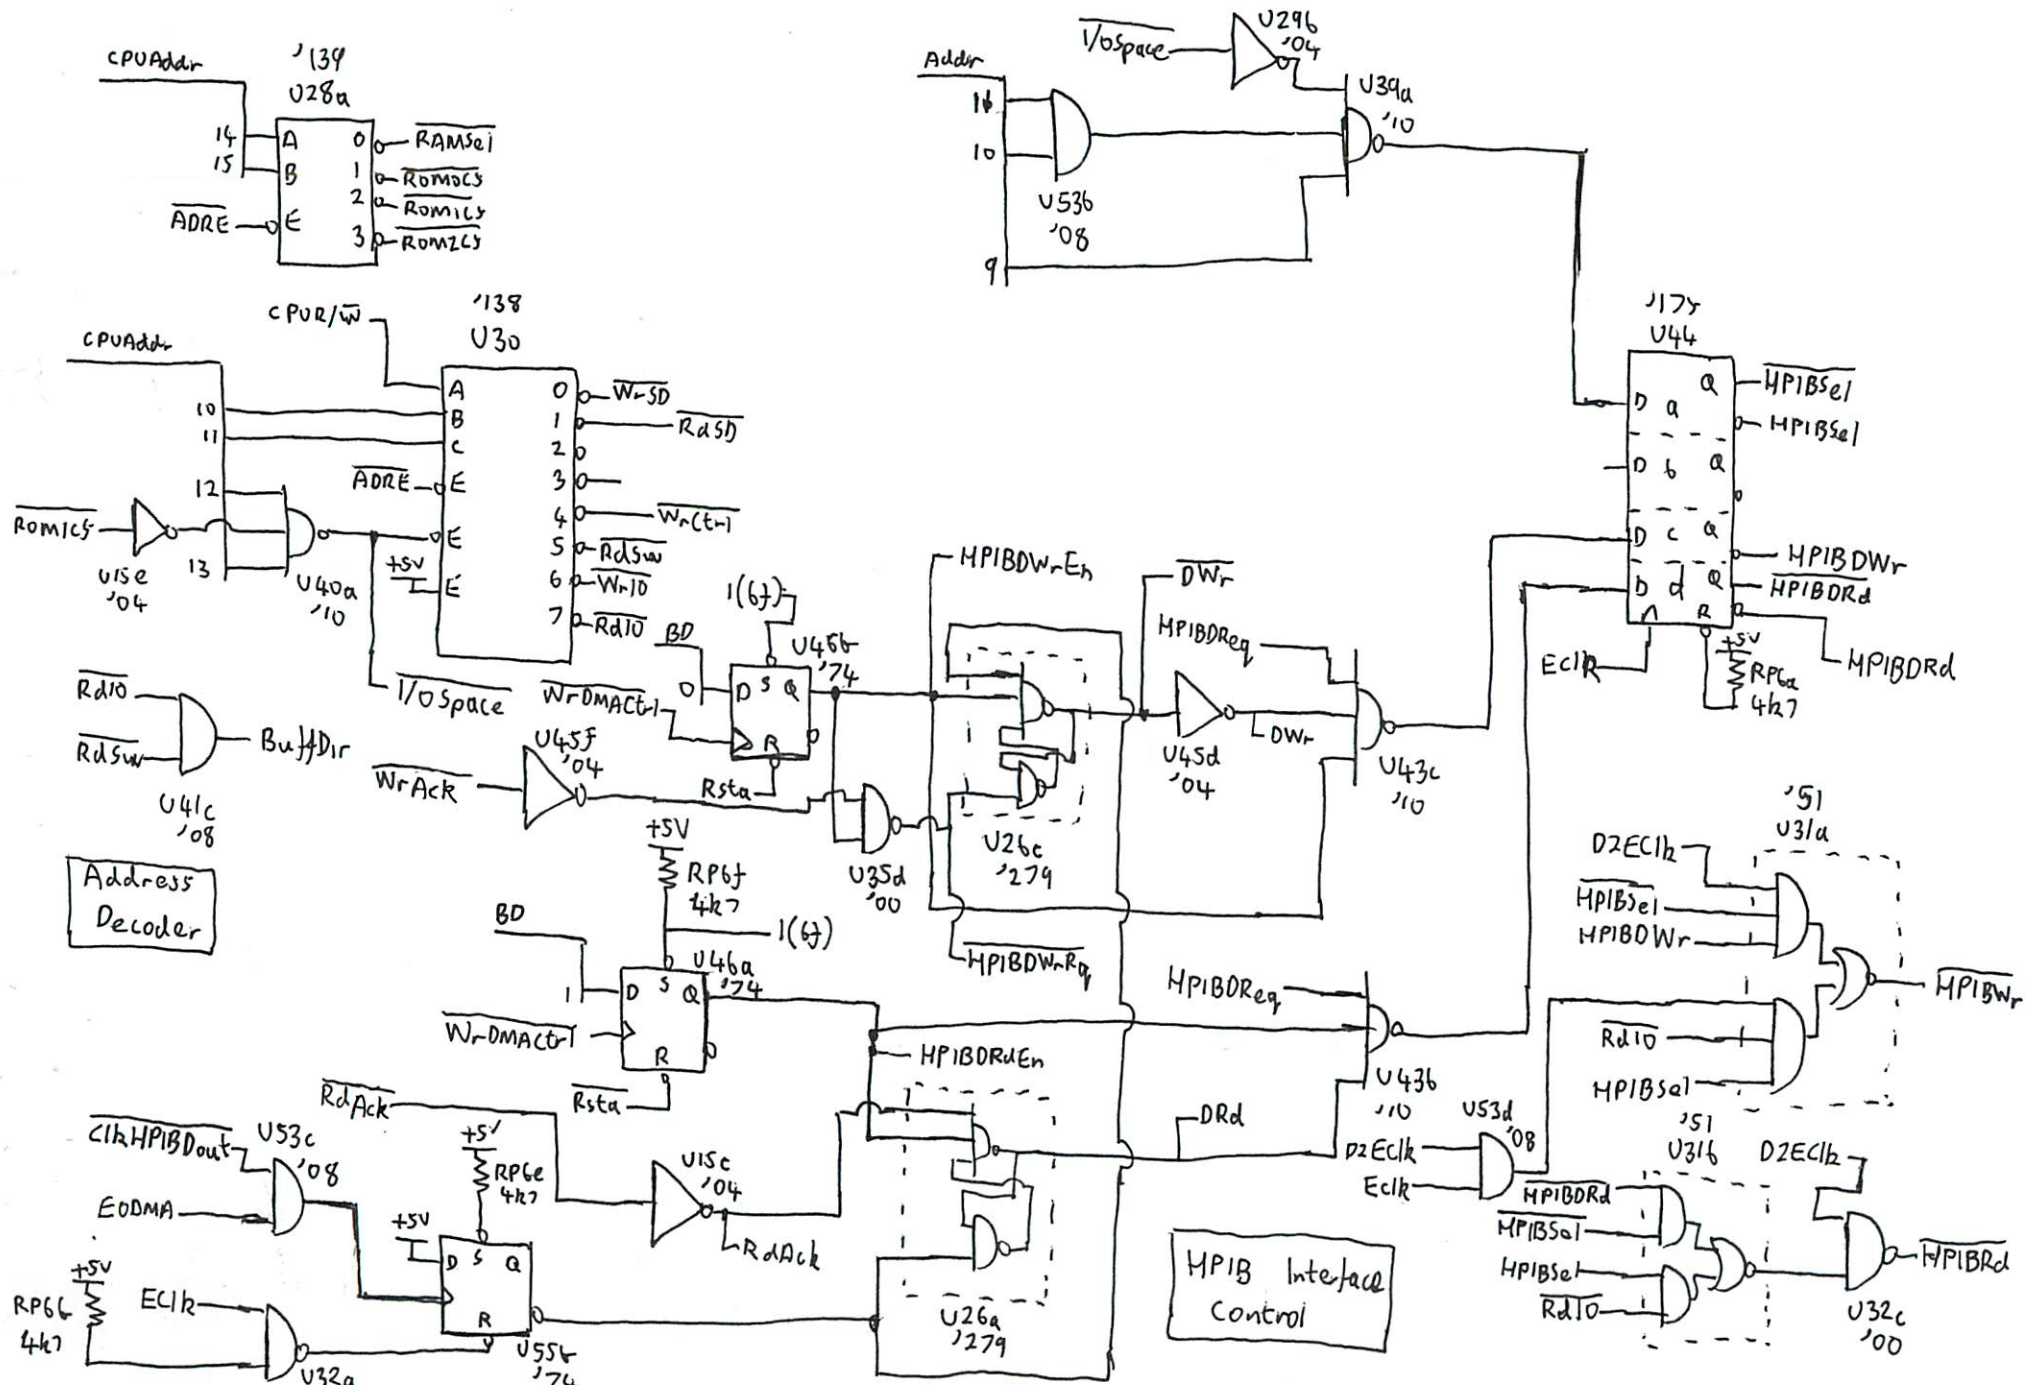 CPUAddr
'139
U28a
14
15
A
B
E
0
1
2
3
ADRE
RAMSel
ROM0CS
ROM1CS
ROM2CS
Addr
16
10
9
U53b
'08
I/OSpace
U29b
'04
U39a
'10
CPUAddr
CPUR/W
'138
U30
10
11
12
13
A
B
C
E
E
E
0
1
2
3
4
5
6
7
ADRE
+5V
ROM1CS
U15e
'04
U40a
'10
WrSD
RdSD
WrCtrl
RdSw
WrIO
RdIO
I/OSpace
RdIO
RdSw
BuffDir
U41c
'08
Address
Decoder
BD
0
1(6f)
U46b
'74
D S Q
R
WrDMACtrl
Rsta
WrAck
U45f
'04
U35d
'00
HPIBDWrEn
U26c
'279
HPIBDWrRq
DWr
U45d
'04
DWr
HPIBDReq
U43c
'10
'175
U44
D a Q
D b Q
D c Q
D d Q
R
HPIBSel
HPIBSel
HPIBDWr
HPIBDRd
HPIBDRd
EClk
+5V
RP6a
4k7
+5V
RP6f
4k7
1(6f)
BD
1
U46a
'74
D S Q
R
WrDMACtrl
Rsta
HPIBDRdEn
HPIBDReq
U43b
'10
RdAck
U15c
'04
RdAck
U26a
'279
DRd
ClkHPIBDout
EODMA
U53c
'08
+5V
RP6e
4k7
+5V
D S Q
R
U55b
'74
+5V
RP6b
4k7
EClk
U32a
HPIB Interface
Control
'51
U31a
D2EClk
HPIBSel
HPIBDWr
RdIO
HPIBSel
HPIBWr
U53d
'08
D2EClk
EClk
'51
U31b
HPIBDRd
HPIBSel
HPIBSel
RdIO
D2EClk
U32c
'00
HPIBRd